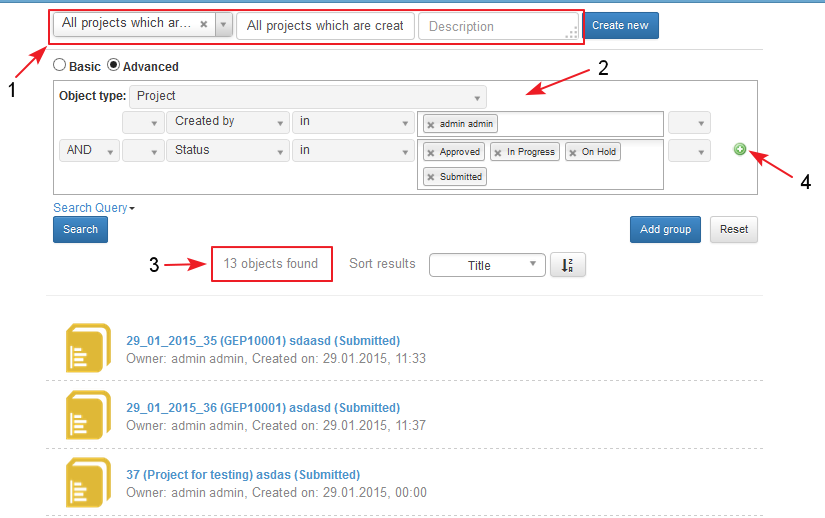 All projects which ar... × All projects which are creat Description Create new
1
Basic Advanced
2
Object type: Project
Created by in × admin admin
AND Status in × Approved × In Progress × On Hold
× Submitted
4
Search Query
Search Add group Reset
3 13 objects found Sort results Title
29_01_2015_35 (GEP10001) sdaasd (Submitted)
Owner: admin admin, Created on: 29.01.2015, 11:33
29_01_2015_36 (GEP10001) asdasd (Submitted)
Owner: admin admin, Created on: 29.01.2015, 11:37
37 (Project for testing) asdas (Submitted)
Owner: admin admin, Created on: 29.01.2015, 00:00